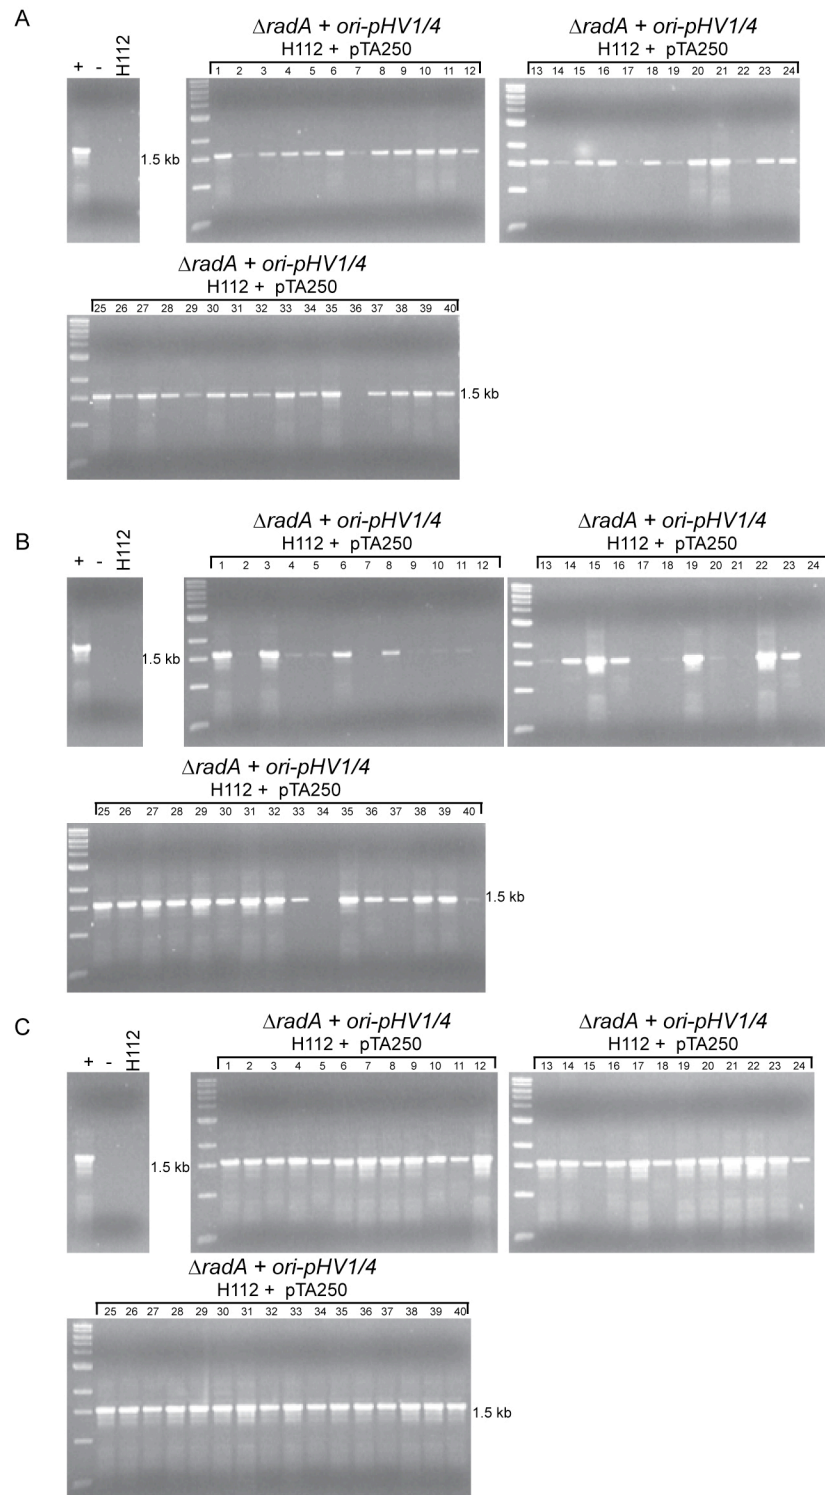 A
ΔradA + ori-pHV1/4
H112 + pTA250
ΔradA + ori-pHV1/4
H112 + pTA250
+ - H112
1 2 3 4 5 6 7 8 9 10 11 12
13 14 15 16 17 18 19 20 21 22 23 24
1.5 kb
ΔradA + ori-pHV1/4
H112 + pTA250
25 26 27 28 29 30 31 32 33 34 35 36 37 38 39 40
1.5 kb
B
ΔradA + ori-pHV1/4
H112 + pTA250
ΔradA + ori-pHV1/4
H112 + pTA250
+ - H112
1 2 3 4 5 6 7 8 9 10 11 12
13 14 15 16 17 18 19 20 21 22 23 24
1.5 kb
ΔradA + ori-pHV1/4
H112 + pTA250
25 26 27 28 29 30 31 32 33 34 35 36 37 38 39 40
1.5 kb
C
ΔradA + ori-pHV1/4
H112 + pTA250
ΔradA + ori-pHV1/4
H112 + pTA250
+ - H112
1 2 3 4 5 6 7 8 9 10 11 12
13 14 15 16 17 18 19 20 21 22 23 24
1.5 kb
ΔradA + ori-pHV1/4
H112 + pTA250
25 26 27 28 29 30 31 32 33 34 35 36 37 38 39 40
1.5 kb